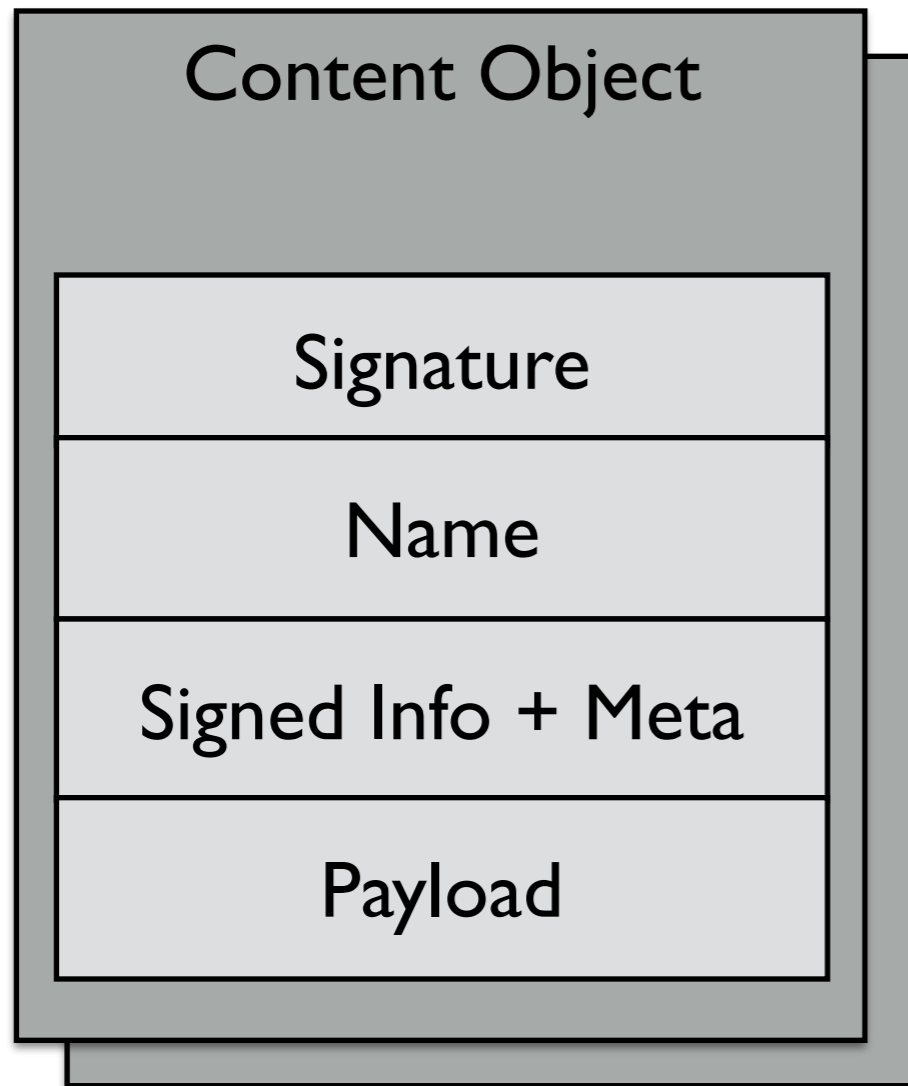 Content Object
Signature
Name
Signed Info + Meta
Payload